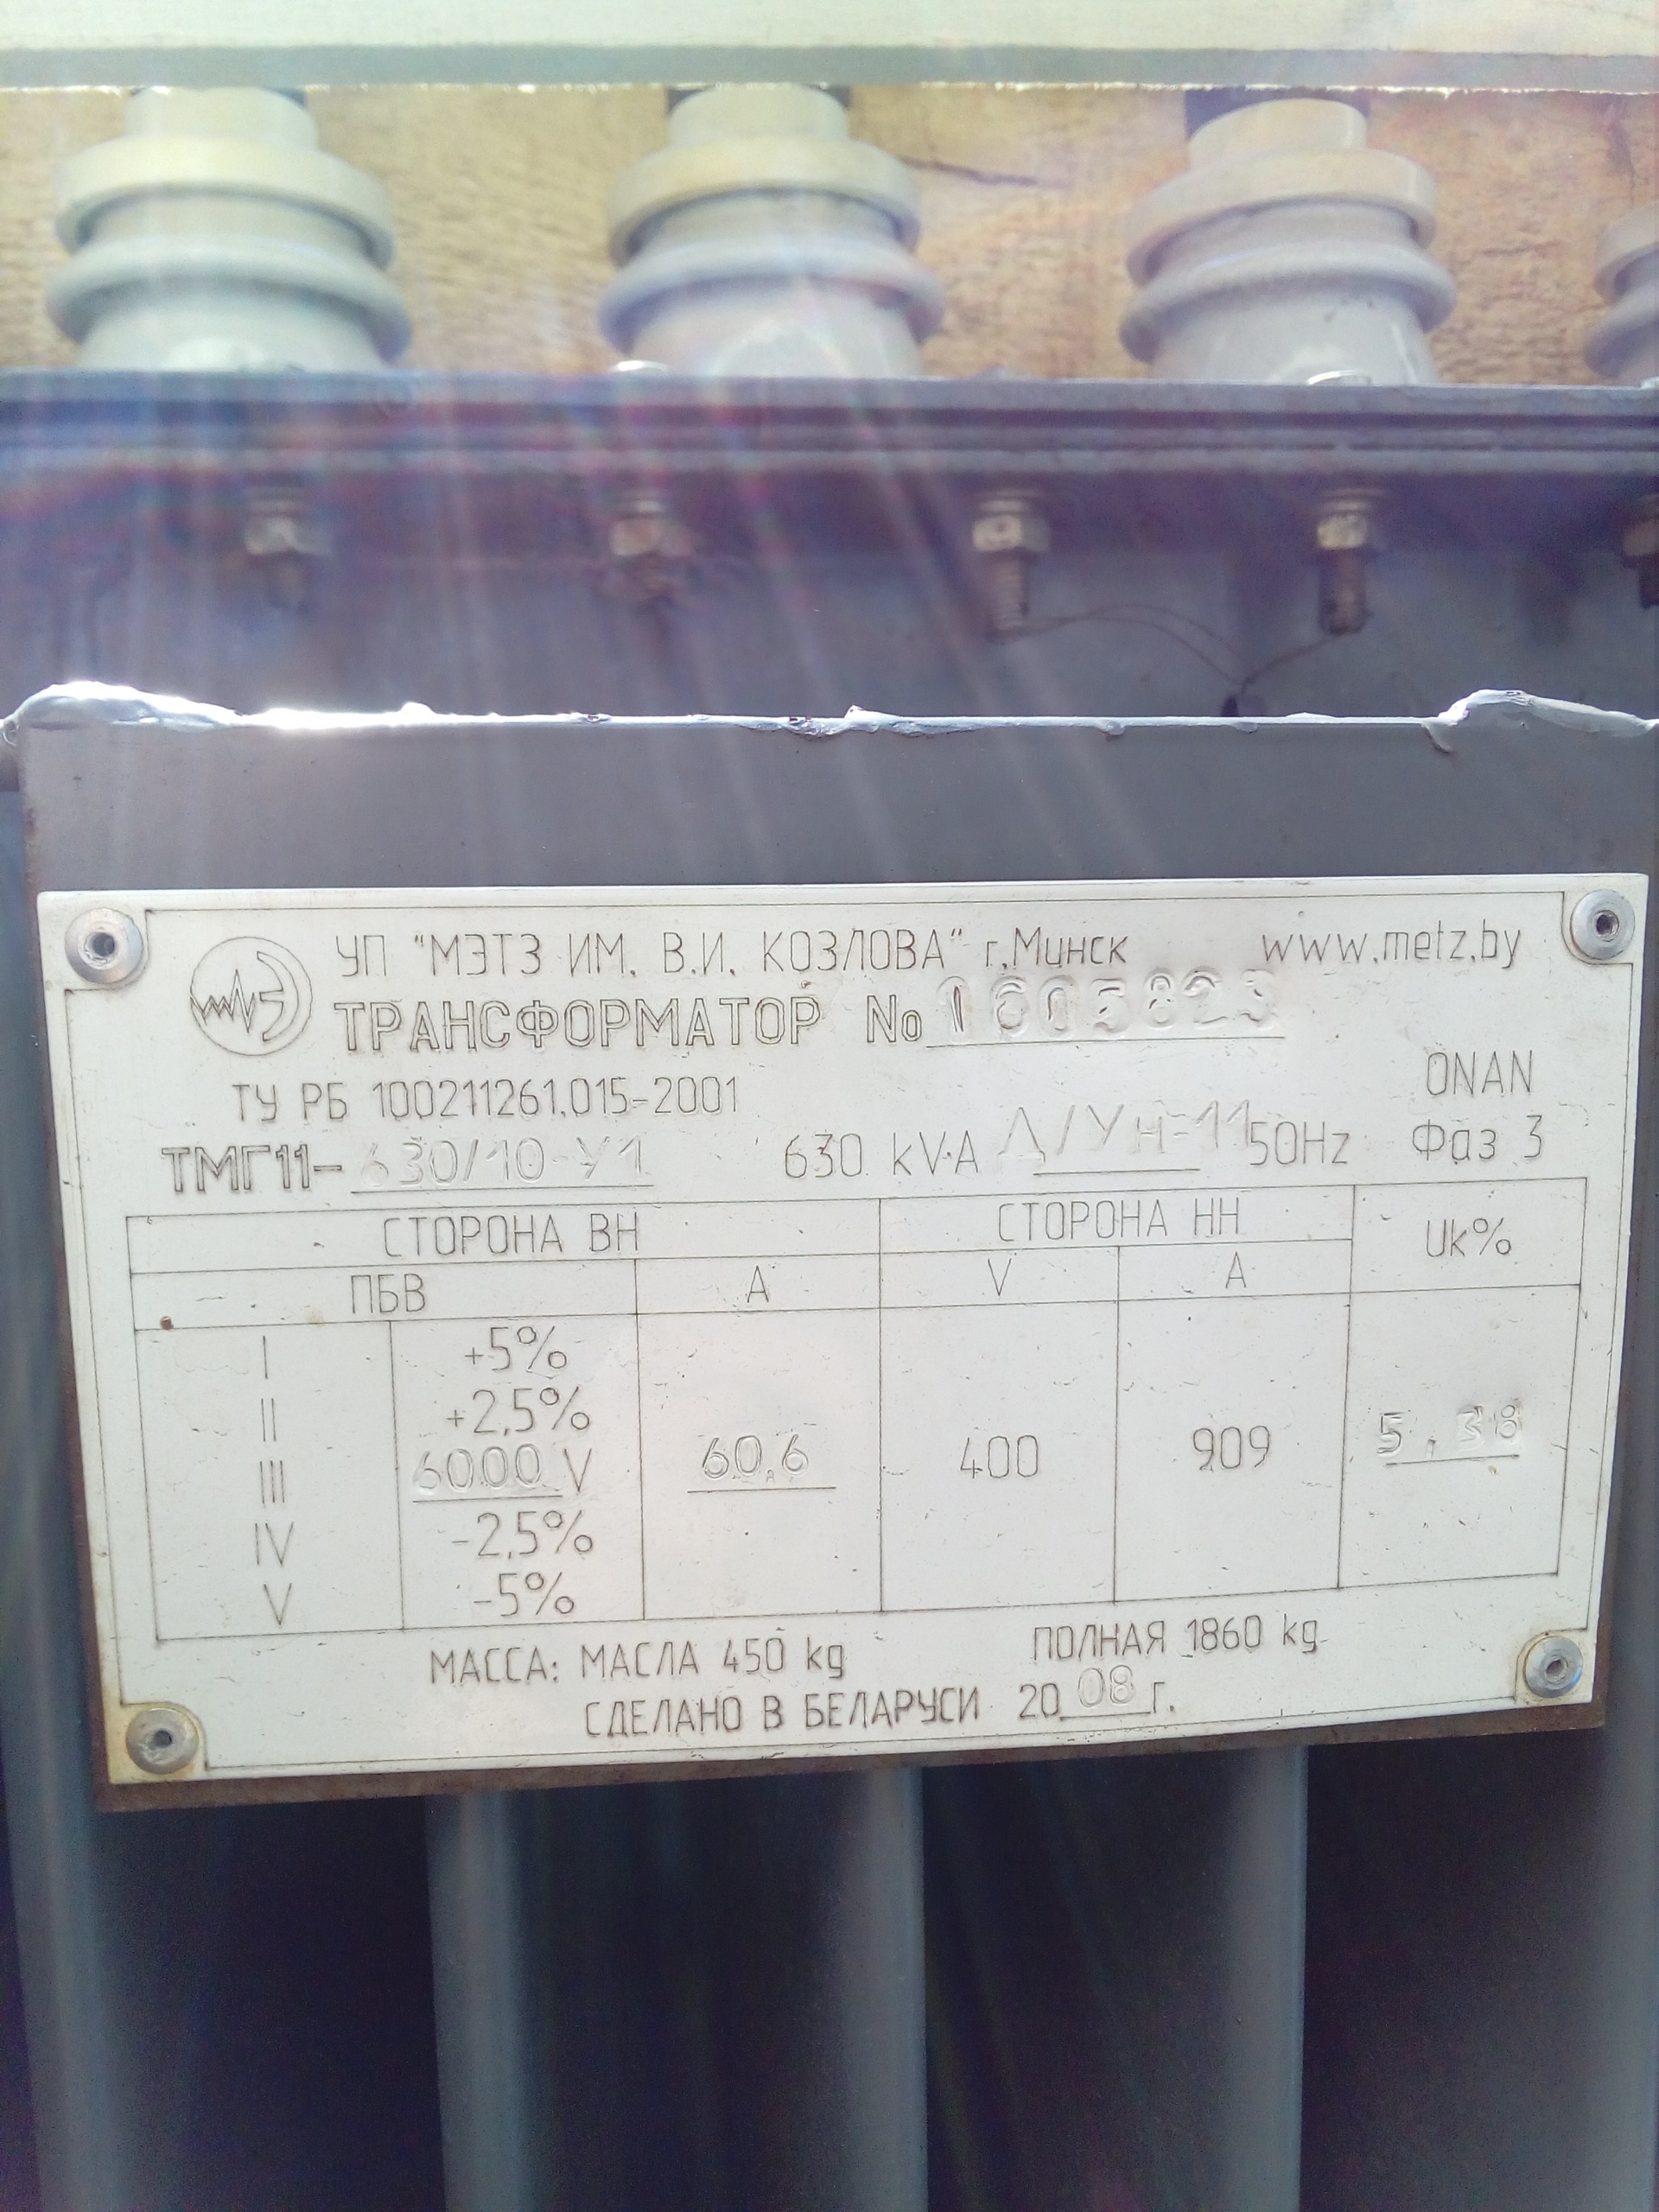 УП "МЭТЗ ИМ. В.И. КОЗЛОВА" г.Минск www.metz.by
ТРАНСФОРМАТОР № 1605823
ТУ РБ 100211261.015-2001 ONAN
ТМГ11-630/10-У1 630 kV·A Д/Ун-11 50Hz Фаз 3
СТОРОНА ВН СТОРОНА НН Uk%
ПБВ A V A
I +5%
II +2,5%
III 6000 V 60,6 400 909 5,38
IV -2,5%
V -5%
МАССА: МАСЛА 450 kg ПОЛНАЯ 1860 kg
СДЕЛАНО В БЕЛАРУСИ 2008 г.